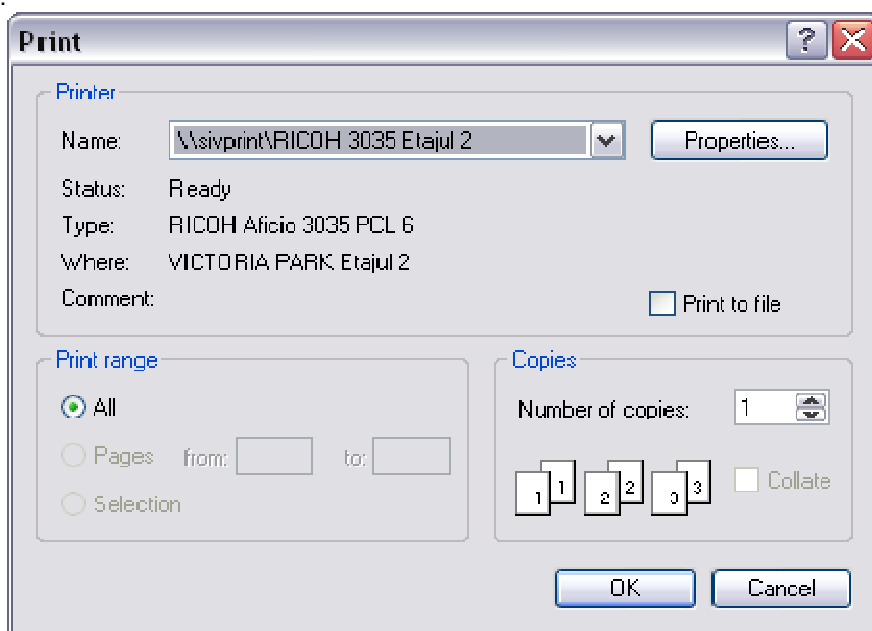 .
Print
Printer
Name: \\sivprint\RICOH 3035 Etajul 2 Properties...
Status: Ready
Type: RICOH Aficio 3035 PCL 6
Where: VICTORIA PARK Etajul 2
Comment: Print to file
Print range
All
Pages from: to:
Selection
Copies
Number of copies: 1
1 1 2 2 3 3 Collate
OK Cancel